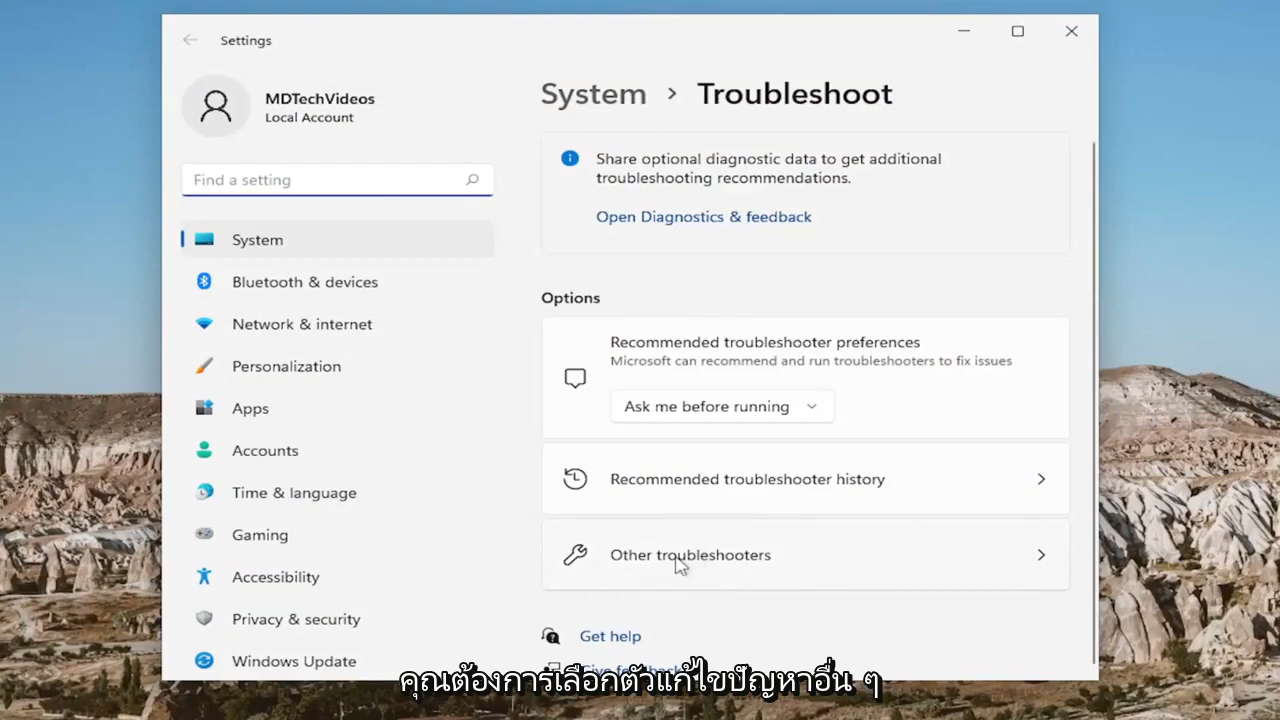 Settings
MDTechVideos
Local Account
Find a setting
System
Bluetooth & devices
Network & internet
Personalization
Apps
Accounts
Time & language
Gaming
Accessibility
Privacy & security
Windows Update
System > Troubleshoot
Share optional diagnostic data to get additional
troubleshooting recommendations.
Open Diagnostics & feedback
Options
Recommended troubleshooter preferences
Microsoft can recommend and run troubleshooters to fix issues
Ask me before running
Recommended troubleshooter history
Other troubleshooters
Get help
Give feedback
คุณต้องการเลือกตัวแก้ไขปัญหาอื่น ๆ